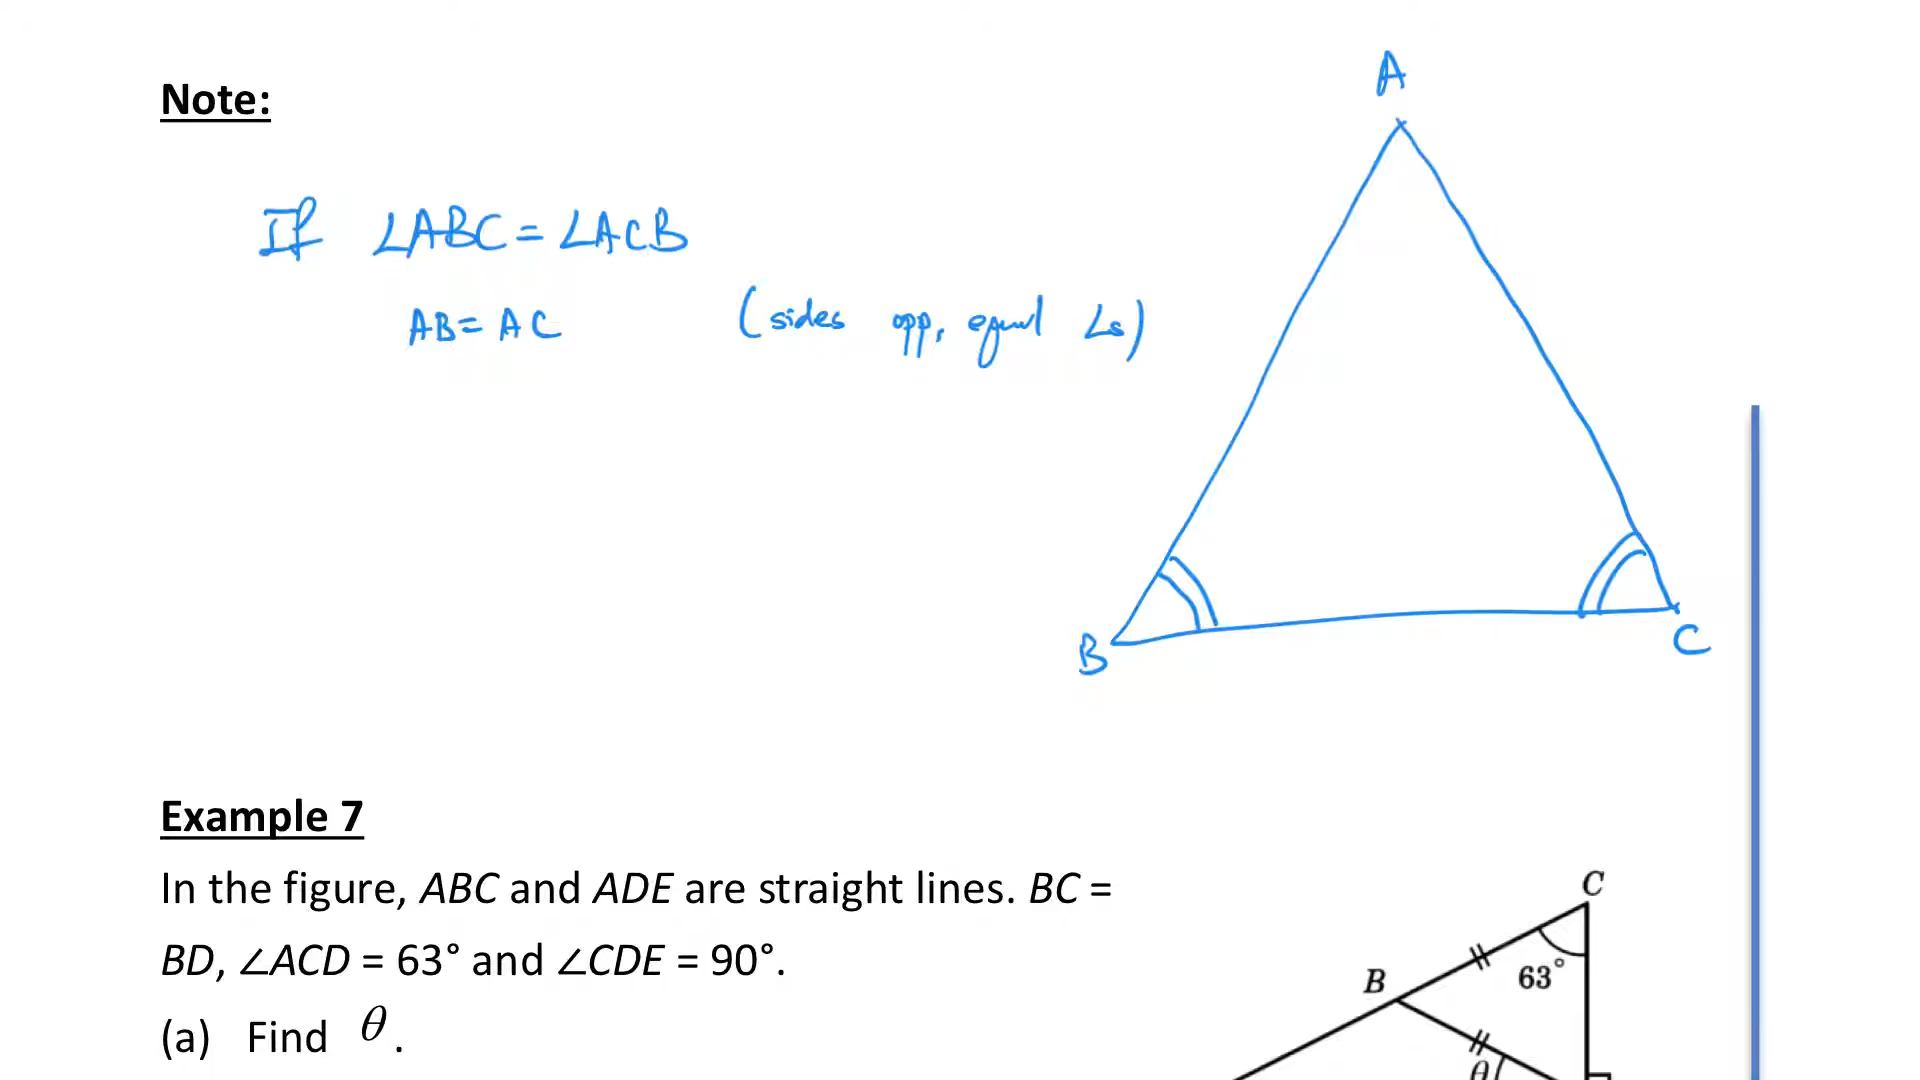 Note:
A
If ∠ABC = ∠ACB
AB = AC (sides opp. equal ∠s)
B
C
Example 7
In the figure, ABC and ADE are straight lines. BC =
BD, ∠ACD = 63° and ∠CDE = 90°.
(a) Find θ.
C
B
63°
θ